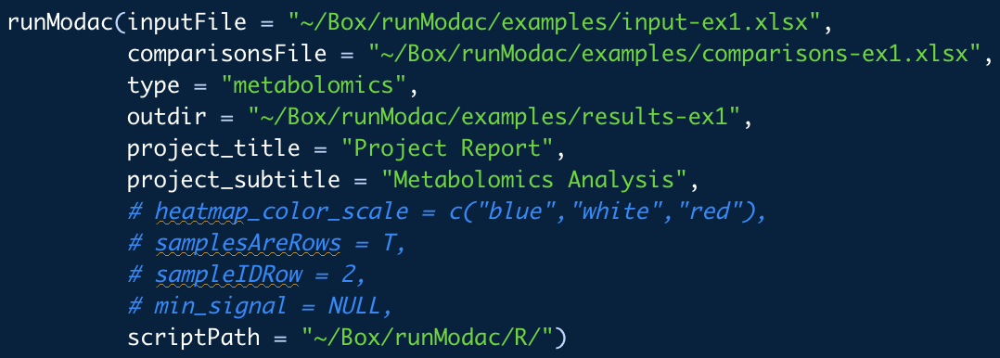 runModac(inputFile = "~/Box/runModac/examples/input-ex1.xlsx",
comparisonsFile = "~/Box/runModac/examples/comparisons-ex1.xlsx",
type = "metabolomics",
outdir = "~/Box/runModac/examples/results-ex1",
project_title = "Project Report",
project_subtitle = "Metabolomics Analysis",
# heatmap_color_scale = c("blue","white","red"),
# samplesAreRows = T,
# sampleIDRow = 2,
# min_signal = NULL,
scriptPath = "~/Box/runModac/R/")